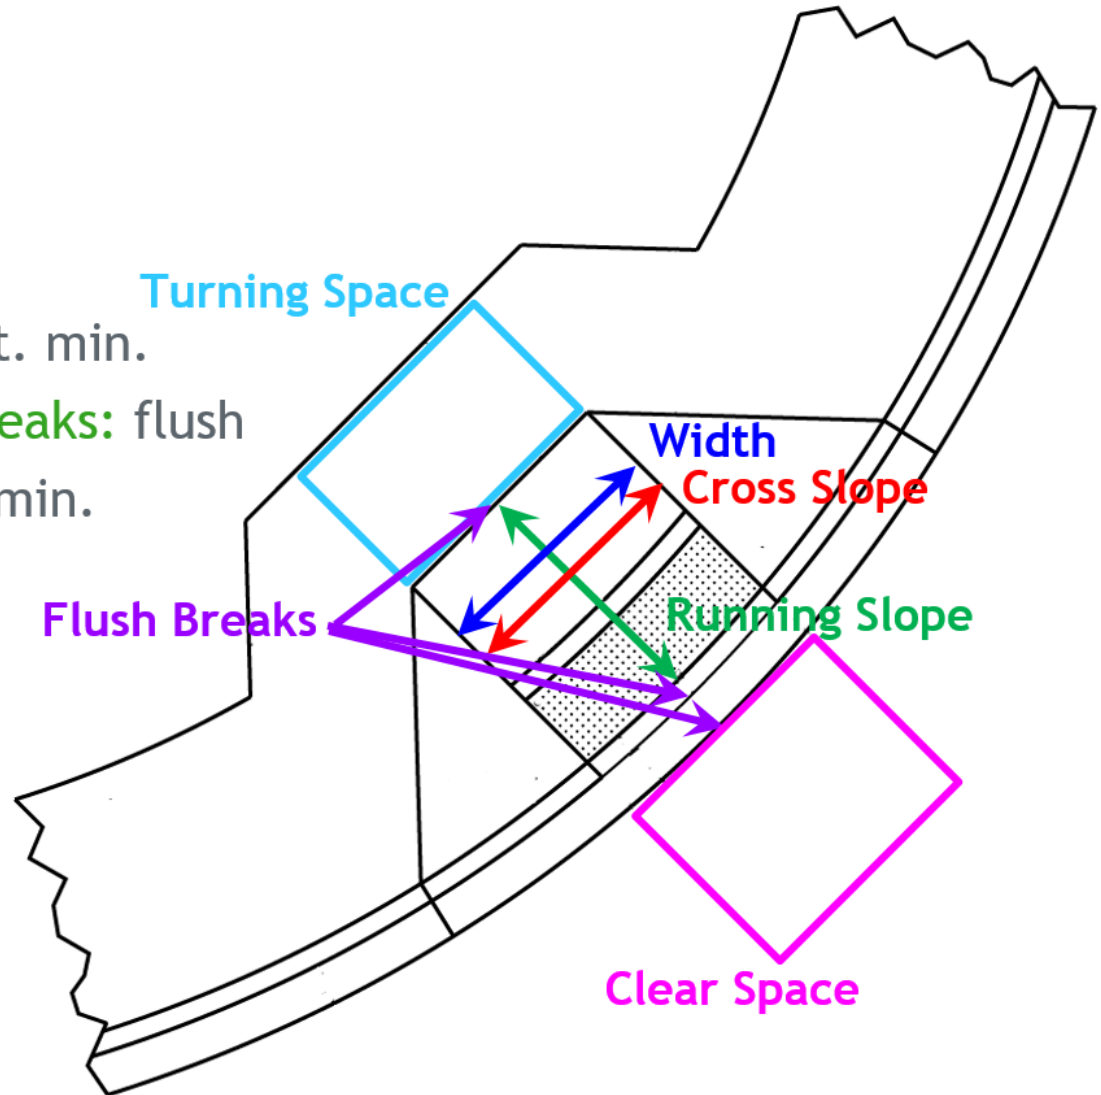 Turning Space
t. min.
eaks: flush
min.
Width
Cross Slope
Running Slope
Flush Breaks
Clear Space